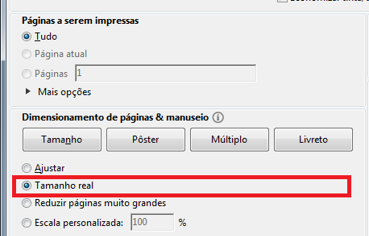 Páginas a serem impressas
Tudo
Página atual
Páginas 1
Mais opções
Dimensionamento de páginas & manuseio
Tamanho Pôster Múltiplo Livreto
Ajustar
Tamanho real
Reduzir páginas muito grandes
Escala personalizada: 100 %